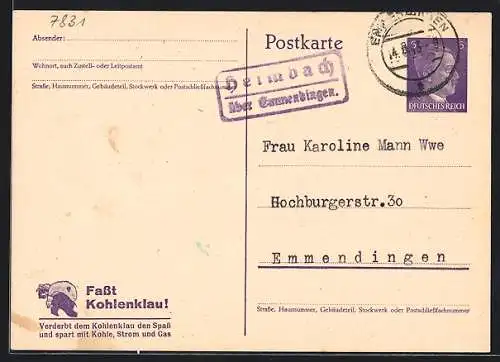 7831
Absender:
Wohnort, auch Zustell- oder Leitpostamt
Straße, Hausnummer, Gebäudeteil, Stockwerk oder Postschließfachnummer
Postkarte
Heimbach
über Emmendingen.
EMMENDINGEN
6
DEUTSCHES REICH
Frau Karoline Mann Wwe
Hochburgerstr.30
Emmendingen
Straße, Hausnummer, Gebäudeteil, Stockwerk oder Postschließfachnummer
Faßt
Kohlenklau!
Verderbt dem Kohlenklau den Spaß
und spart mit Kohle, Strom und Gas